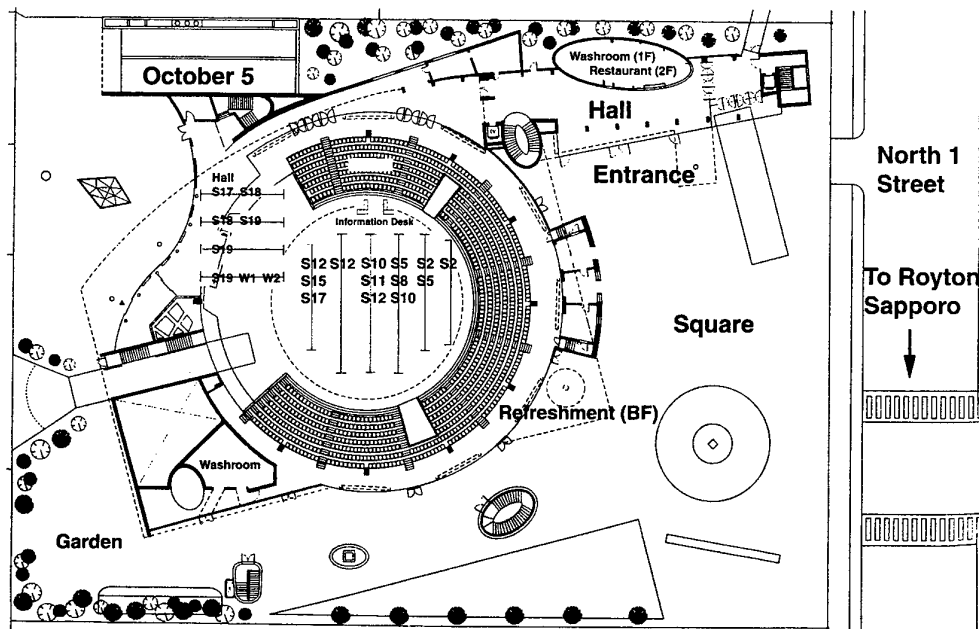 October 5
Washroom (1F)
Restaurant (2F)
Hall
Entrance
North 1
Street
Hall
S17 S18
S18 S19
S19
S19 W1 W2
Information Desk
S12 S12 S10 S5 S2 S2
S15 S11 S8 S5
S17 S12 S10
To Royton
Sapporo
Square
Refreshment (BF)
Washroom
Garden